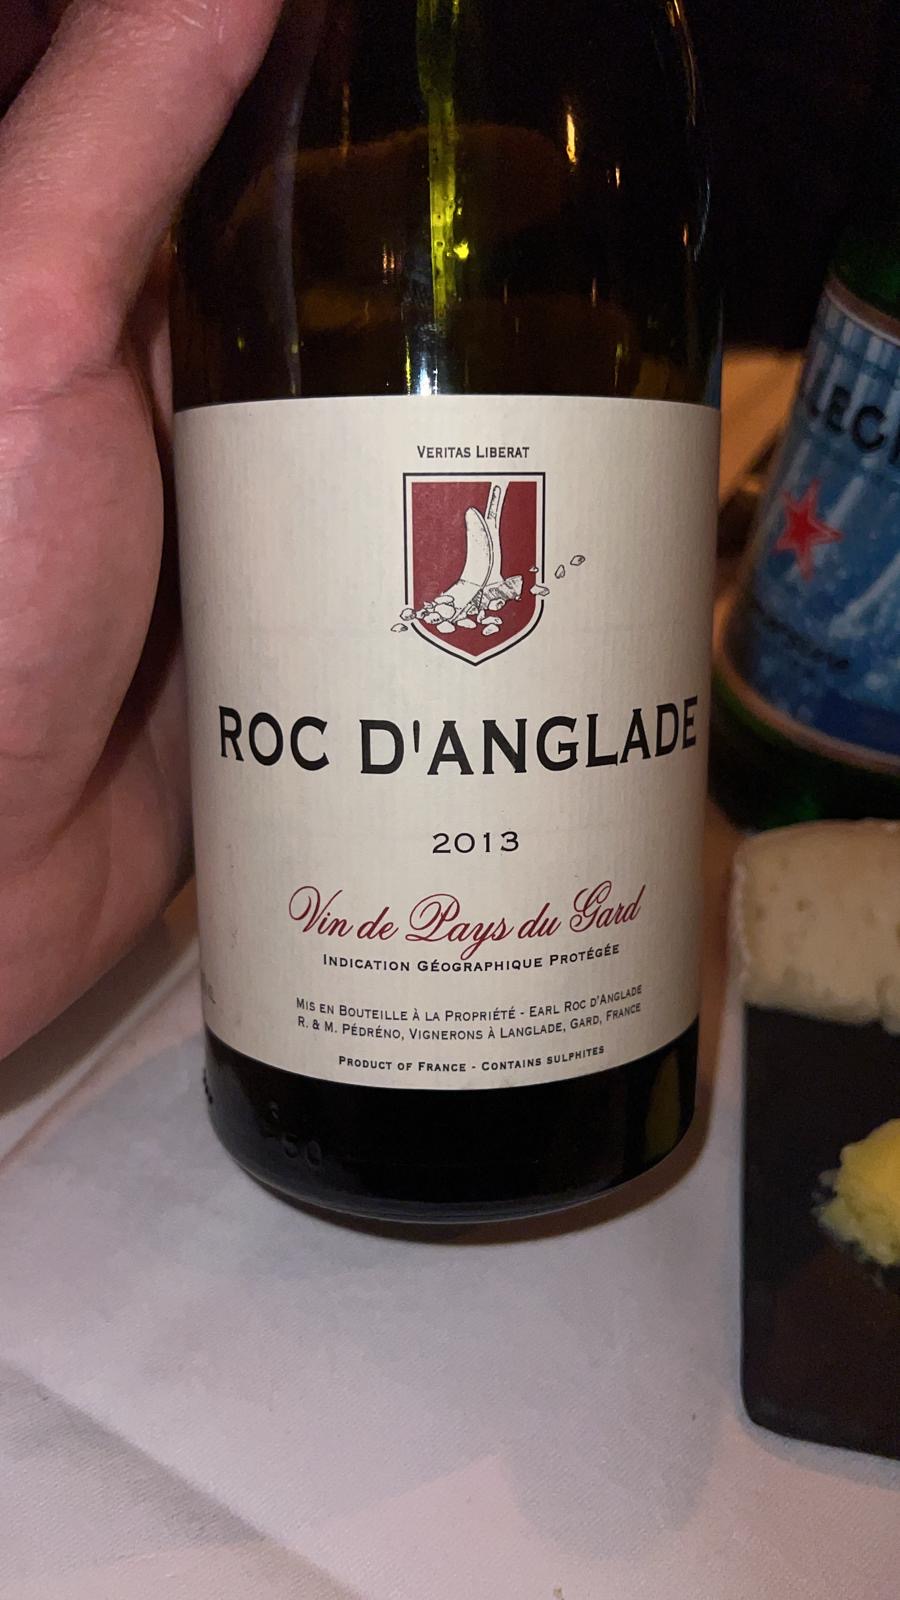 VERITAS LIBERAT
ROC D'ANGLADE
2013
Vin de Pays du Gard
INDICATION GÉOGRAPHIQUE PROTÉGÉE
MIS EN BOUTEILLE À LA PROPRIÉTÉ - EARL ROC D'ANGLADE
R. & M. PÉDRÉNO, VIGNERONS À LANGLADE, GARD, FRANCE
PRODUCT OF FRANCE - CONTAINS SULPHITES